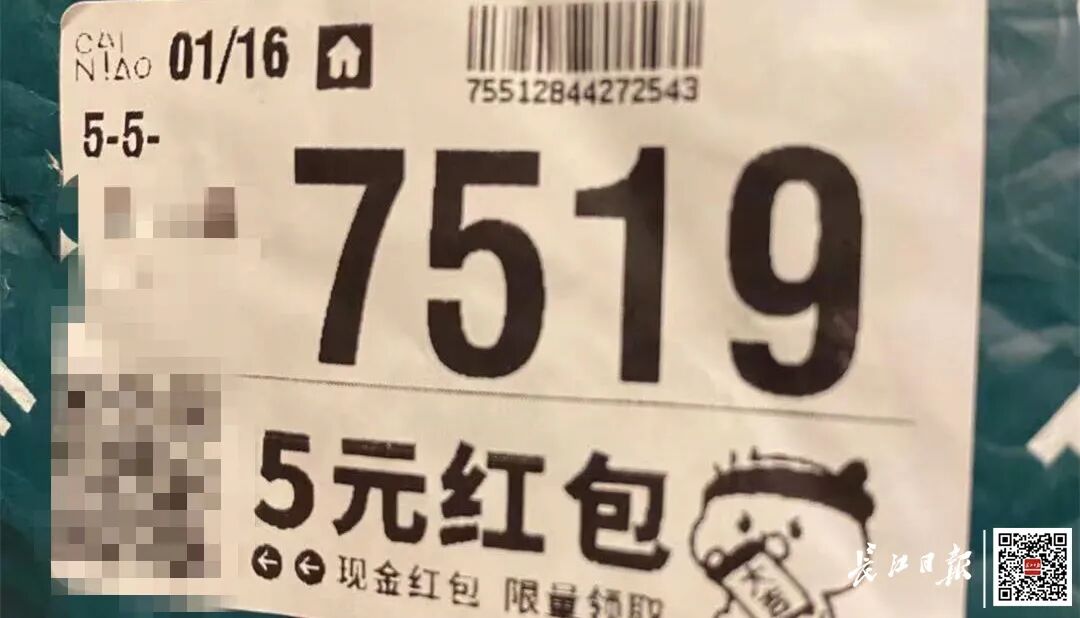 CAI NIAO 01/16
75512844272543
5-5-
7519
5元红包
现金红包 限量领取
大吉
长江日报